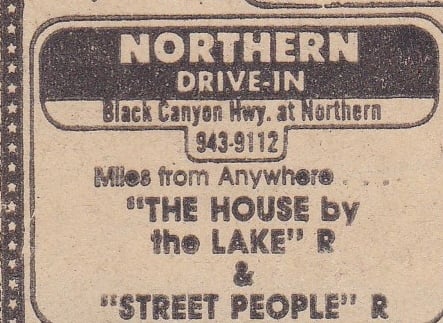 NORTHERN
DRIVE-IN
Black Canyon Hwy. at Northern
943-9112
Miles from Anywhere . . . .
"THE HOUSE by
the LAKE" R
&
"STREET PEOPLE" R